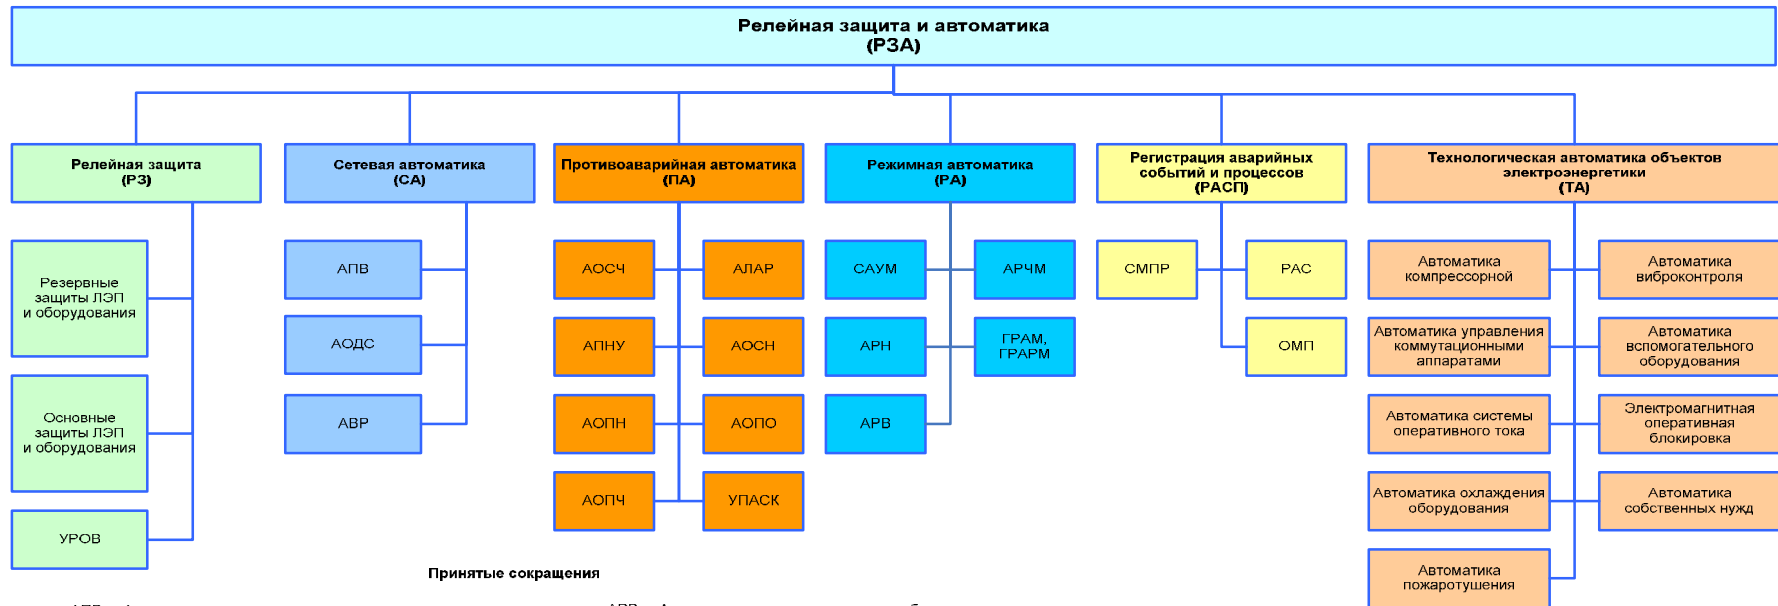 Релейная защита и автоматика
(РЗА)
Релейная защита
(РЗ)
Сетевая автоматика
(СА)
Противоаварийная автоматика
(ПА)
Режимная автоматика
(РА)
Регистрация аварийных
событий и процессов
(РАСП)
Технологическая автоматика объектов
электроэнергетики
(ТА)
Резервные
защиты ЛЭП
и оборудования
Основные
защиты ЛЭП
и оборудования
УРОВ
АПВ
АОДС
АВР
АОСЧ
АЛАР
АПНУ
АОСН
АОПН
АОПО
АОПЧ
УПАСК
САУМ
АРЧМ
АРН
ГРАМ,
ГРАРМ
АРВ
СМПР
РАС
ОМП
Автоматика
компрессорной
Автоматика
виброконтроля
Автоматика управления
коммутационными
аппаратами
Автоматика
вспомогательного
оборудования
Автоматика системы
оперативного тока
Электромагнитная
оперативная
блокировка
Автоматика охлаждения
оборудования
Автоматика
собственных нужд
Автоматика
пожаротушения
Принятые сокращения